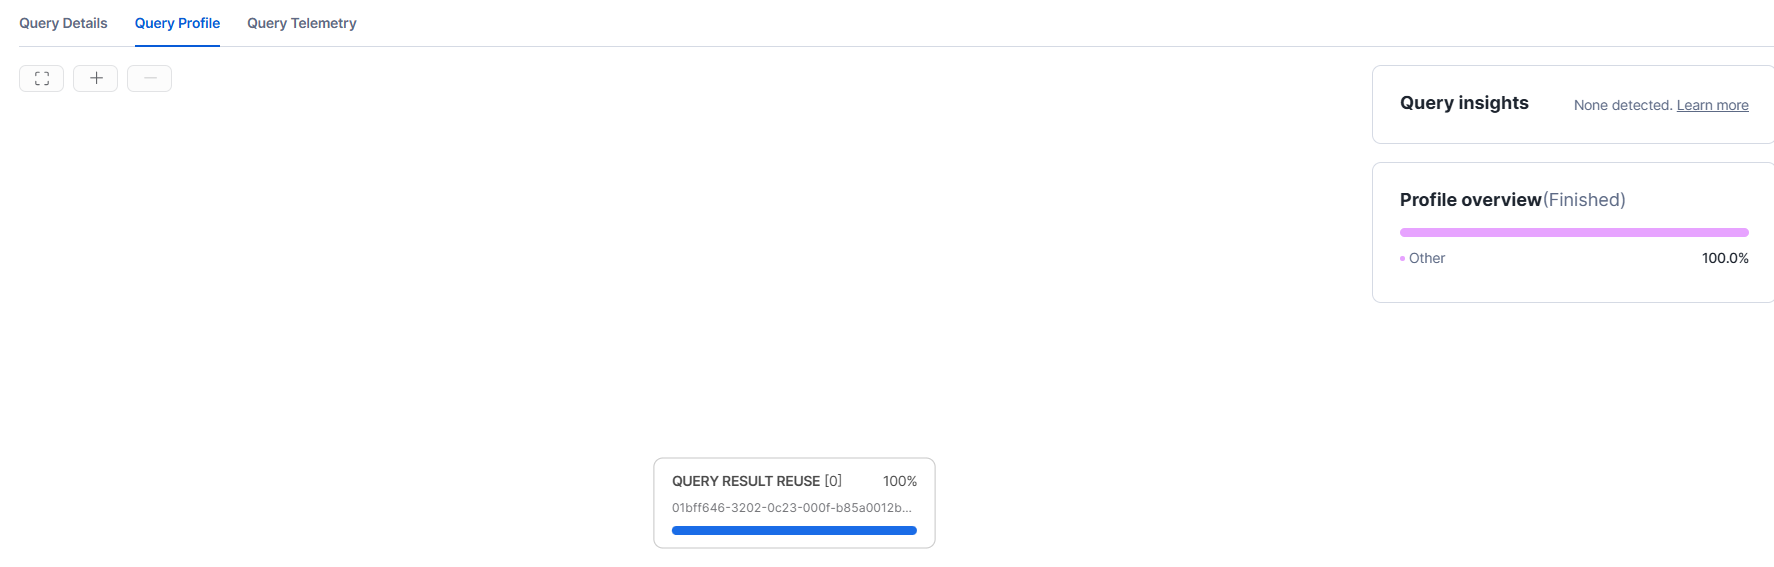 Query Details Query Profile Query Telemetry
Query insights None detected. Learn more
Profile overview(Finished)
Other 100.0%
QUERY RESULT REUSE [0] 100%
01bff646-3202-0c23-000f-b85a0012b...